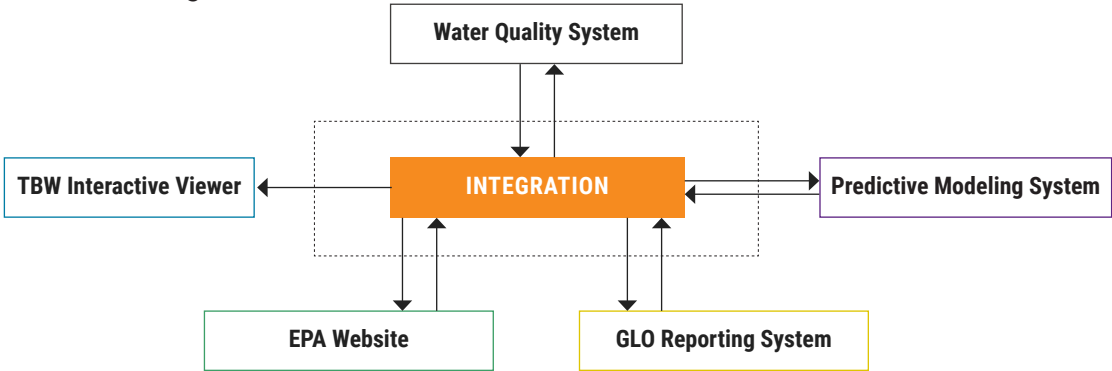 Water Quality System
TBW Interactive Viewer
INTEGRATION
Predictive Modeling System
EPA Website
GLO Reporting System